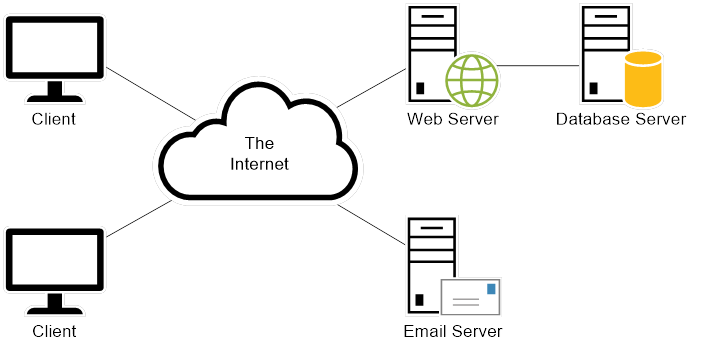 Client
The
Internet
Web Server
Database Server
Client
Email Server